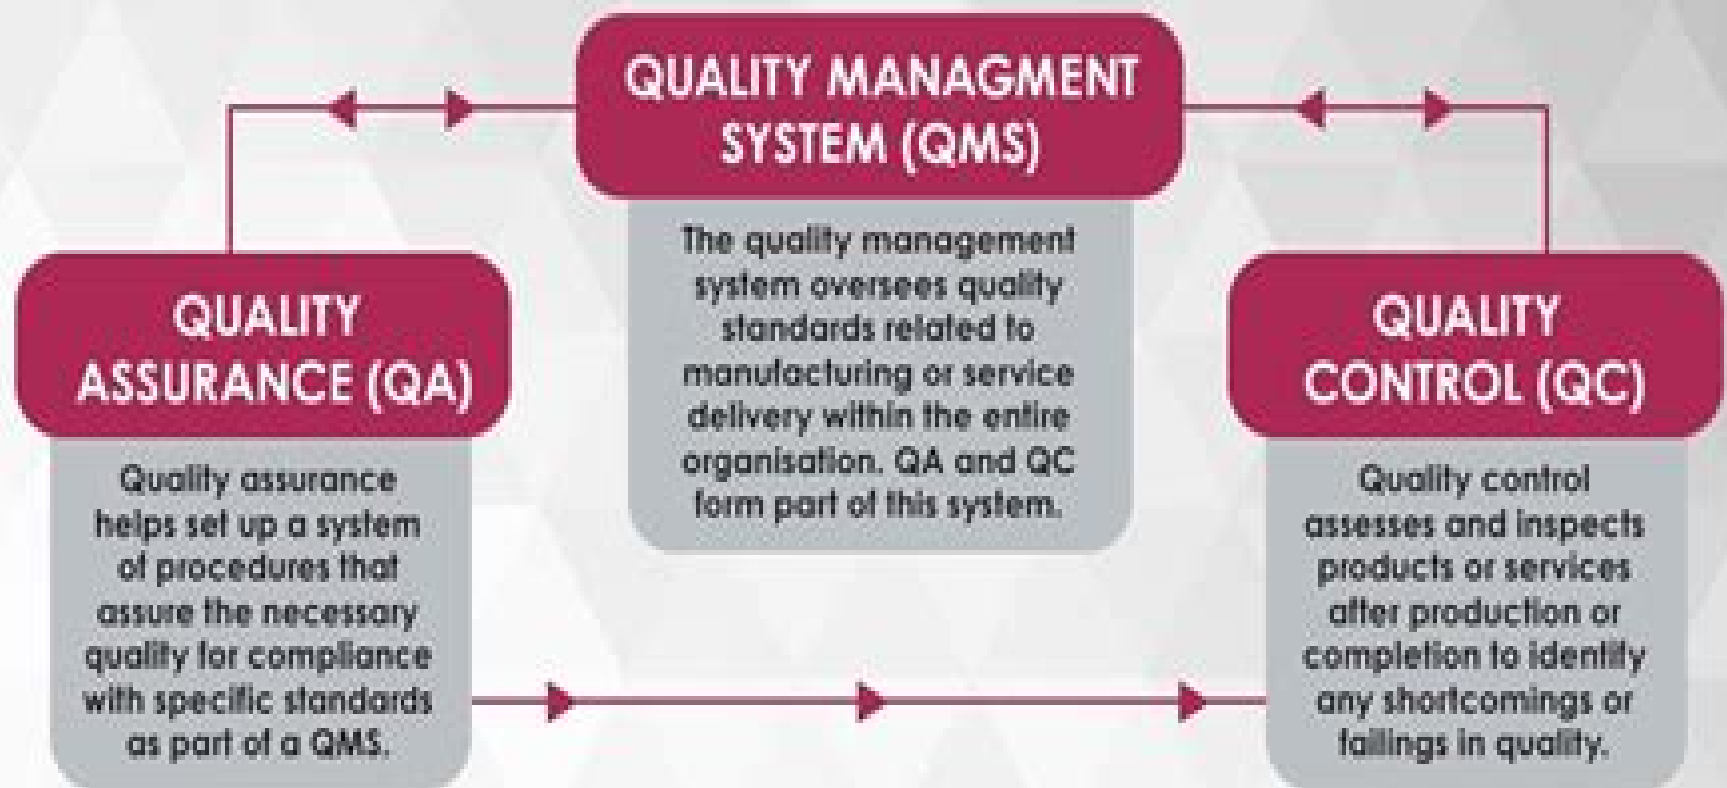 QUALITY MANAGMENT
SYSTEM (QMS)
The quality management
system oversees quality
standards related to
manufacturing or service
delivery within the entire
organisation. QA and QC
form part of this system.
QUALITY
ASSURANCE (QA)
Quality assurance
helps set up a system
of procedures that
assure the necessary
quality for compliance
with specific standards
as part of a QMS.
QUALITY
CONTROL (QC)
Quality control
assesses and inspects
products or services
after production or
completion to identify
any shortcomings or
failings in quality.